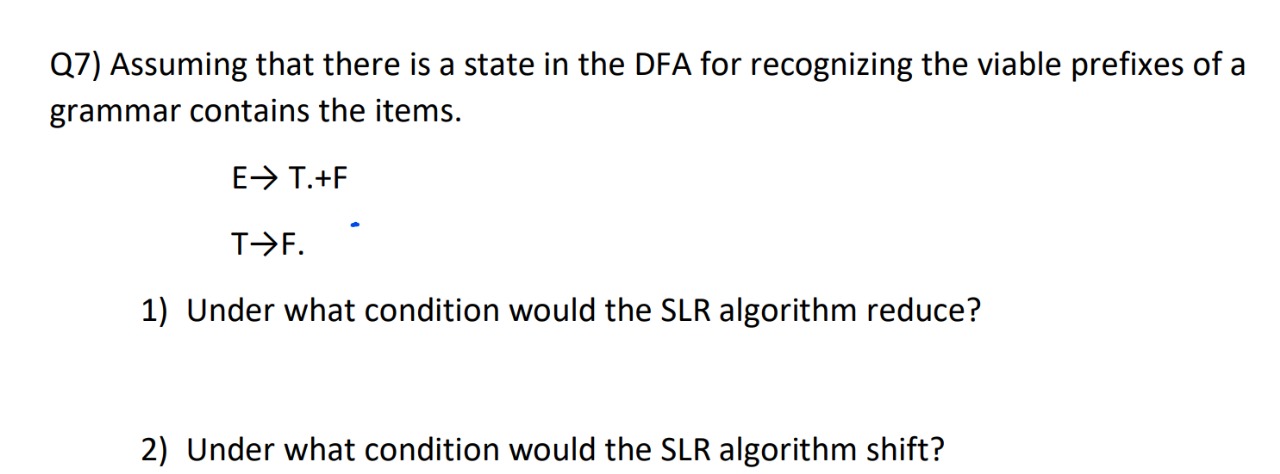 Q7) Assuming that there is a state in the DFA for recognizing the viable prefixes of a
grammar contains the items.
E→ T.+F
T→F.
1) Under what condition would the SLR algorithm reduce?
2) Under what condition would the SLR algorithm shift?